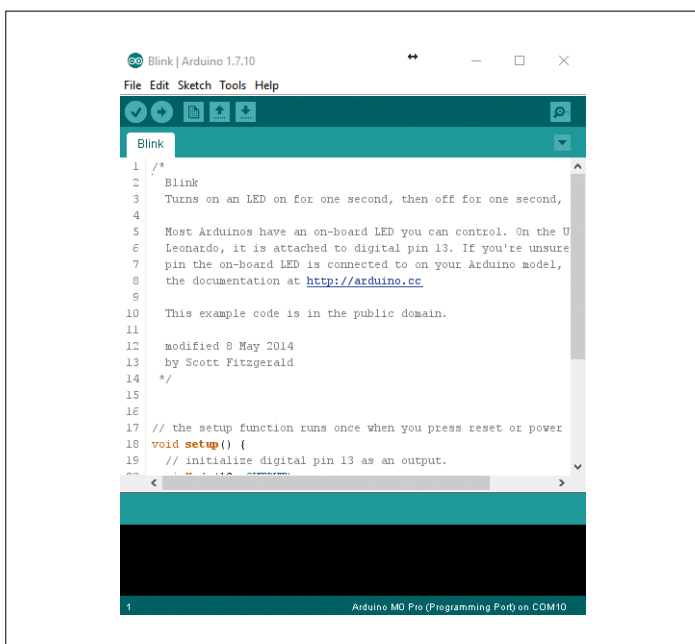 Blink | Arduino 1.7.10
File Edit Sketch Tools Help
Blink
1 /*
2 Blink
3 Turns on an LED on for one second, then off for one second,
4
5 Most Arduinos have an on-board LED you can control. On the U
6 Leonardo, it is attached to digital pin 13. If you're unsure
7 pin the on-board LED is connected to on your Arduino model,
8 the documentation at http://arduino.cc
9
10 This example code is in the public domain.
11
12 modified 8 May 2014
13 by Scott Fitzgerald
14 */
15
16
17 // the setup function runs once when you press reset or power
18 void setup() {
19 // initialize digital pin 13 as an output.
1 Arduino M0 Pro (Programming Port) on COM10